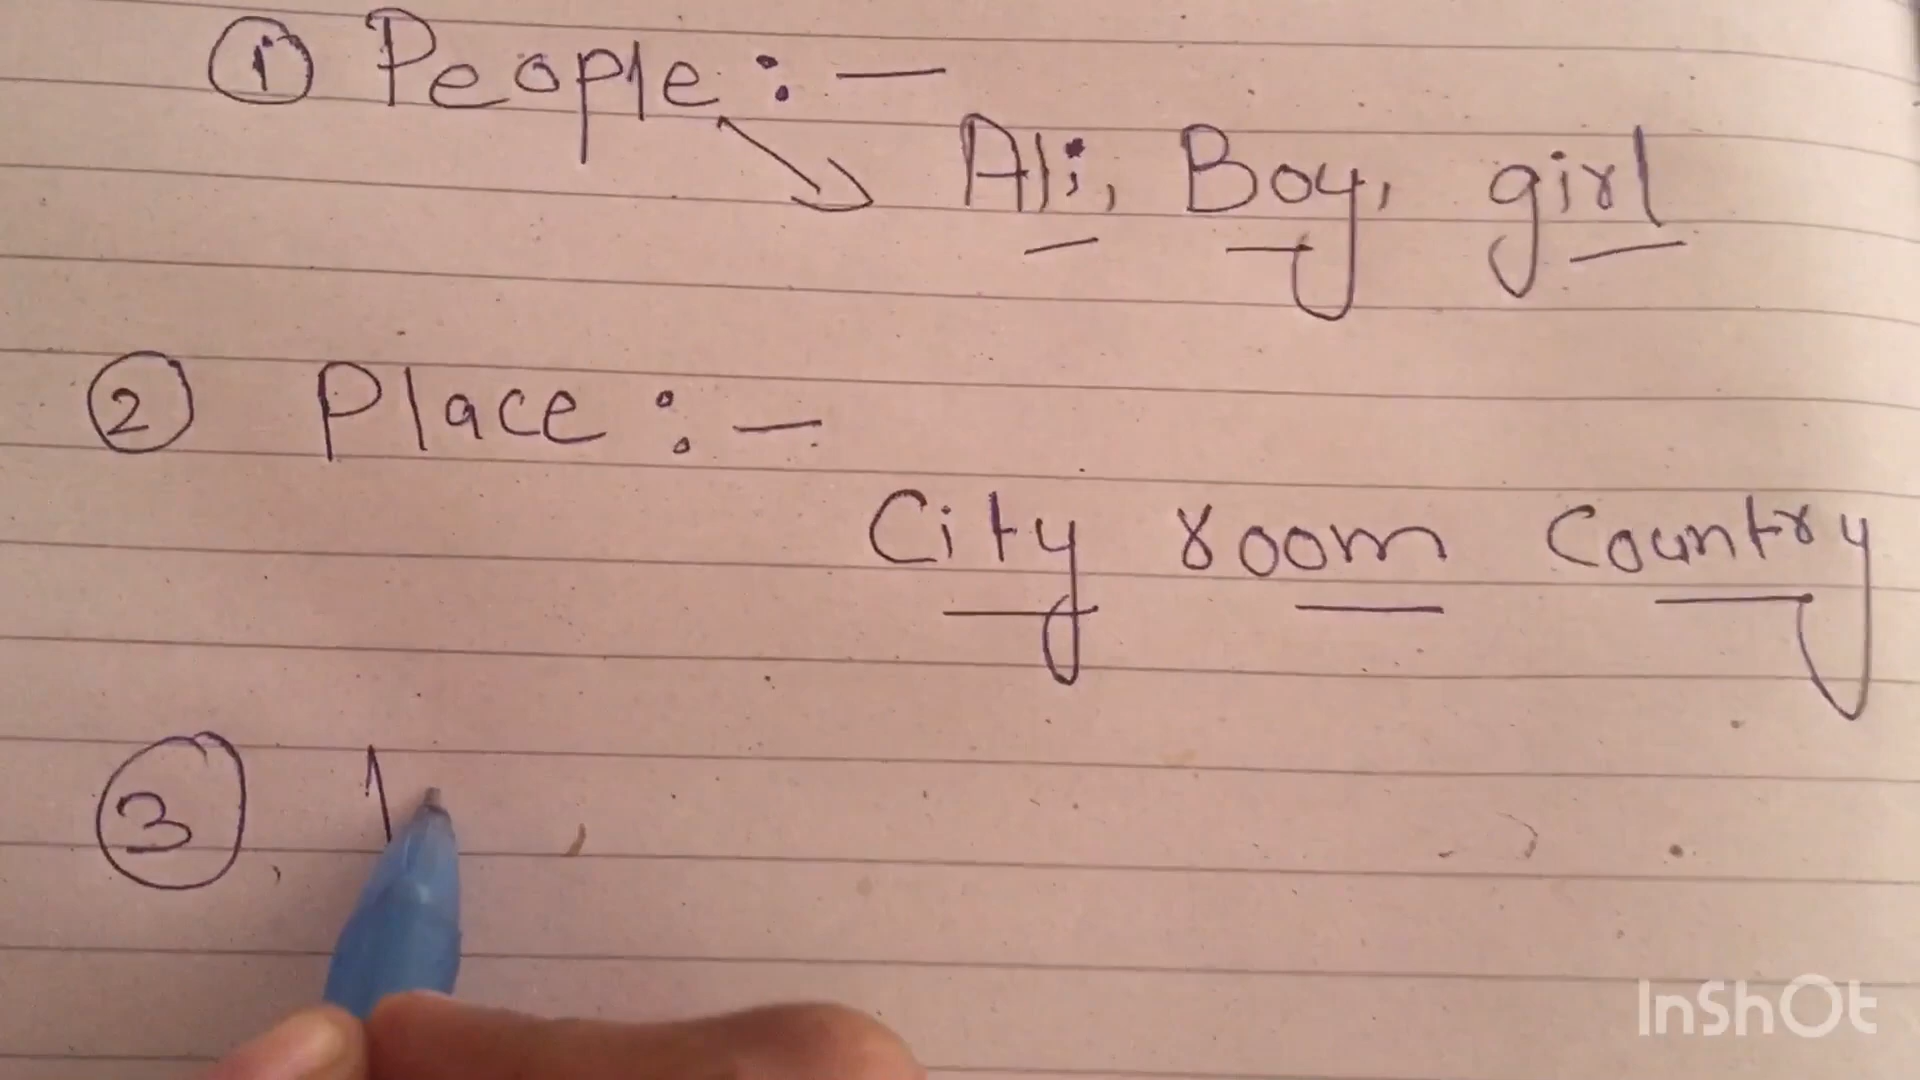 ① People : —
Ali, Boy, girl
② Place : —
City room Country
③
InShOt